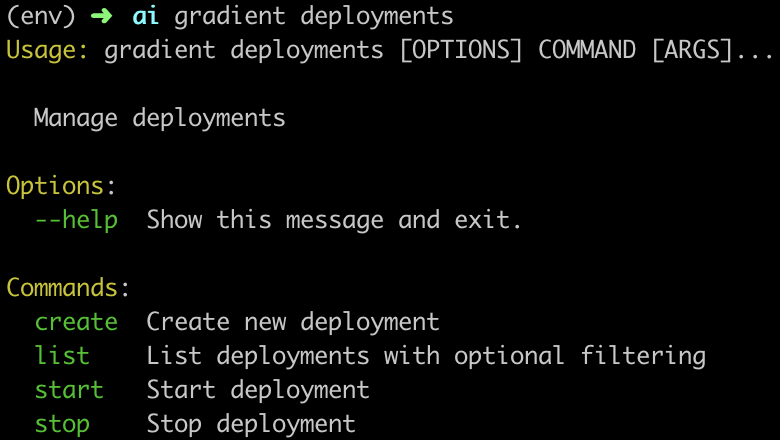 (env) ➜ ai gradient deployments
Usage: gradient deployments [OPTIONS] COMMAND [ARGS]...
Manage deployments
Options:
--help Show this message and exit.
Commands:
create Create new deployment
list List deployments with optional filtering
start Start deployment
stop Stop deployment